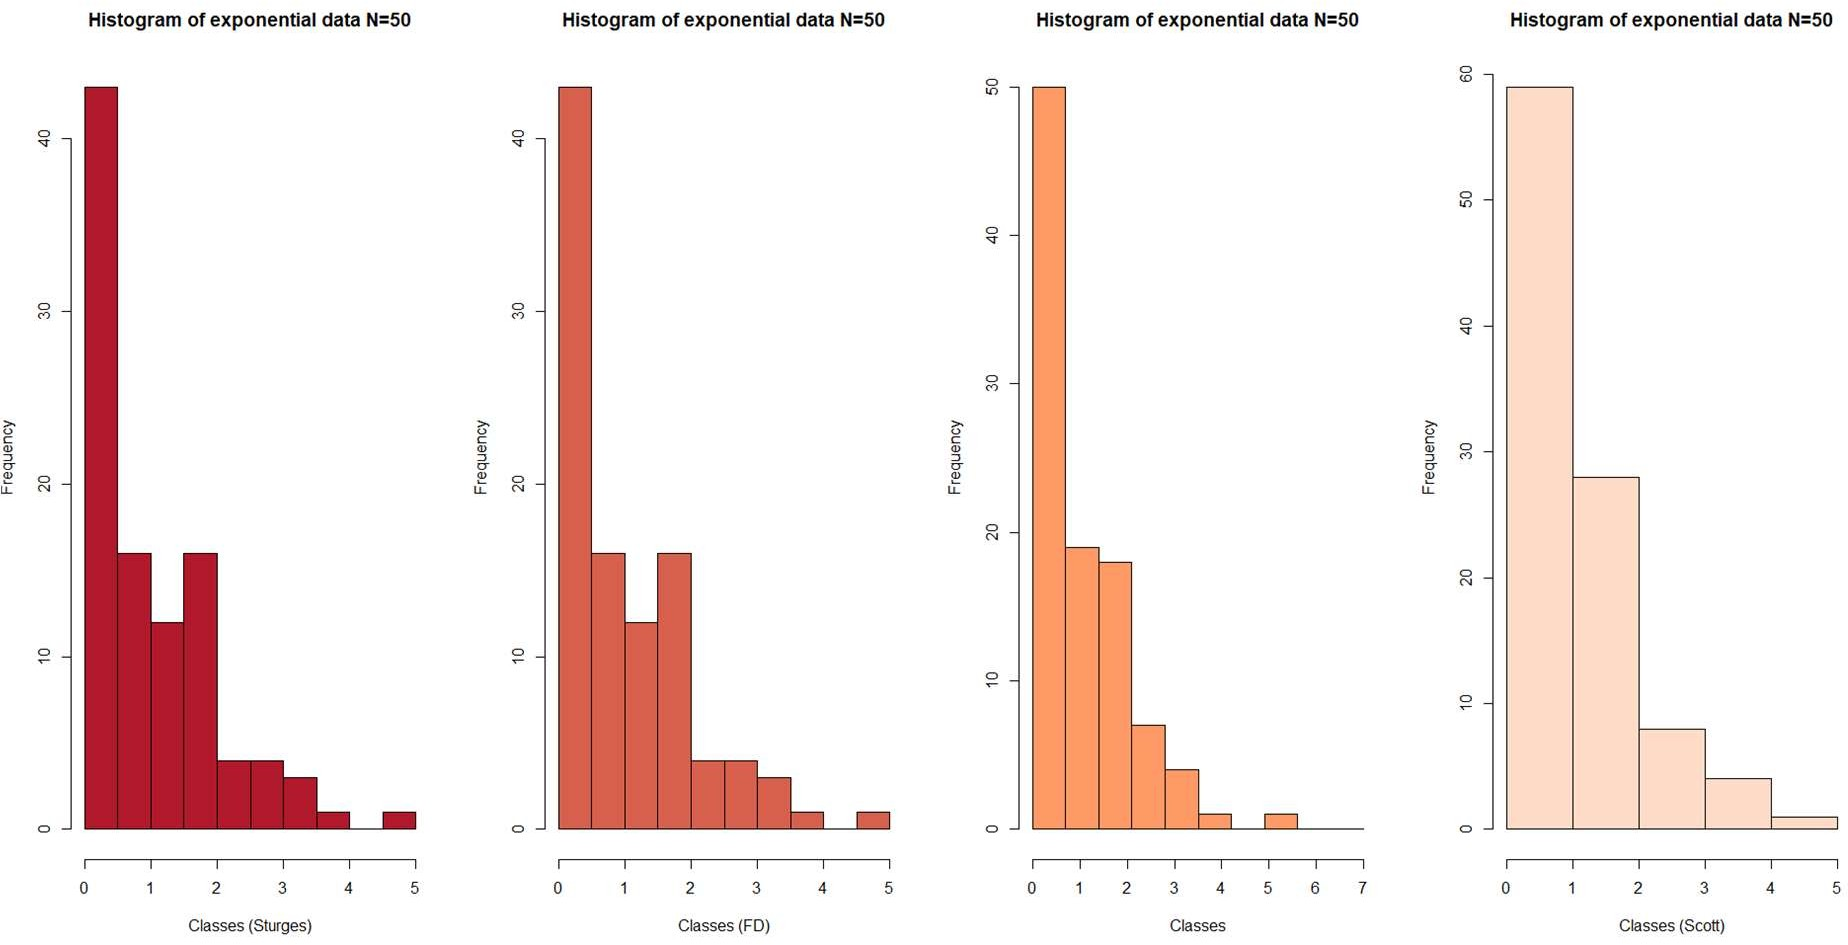 Histogram of exponential data N=50
Frequency
40
30
20
10
0
0 1 2 3 4 5
Classes (Sturges)
Histogram of exponential data N=50
Frequency
40
30
20
10
0
0 1 2 3 4 5
Classes (FD)
Histogram of exponential data N=50
Frequency
50
40
30
20
10
0
0 1 2 3 4 5 6 7
Classes
Histogram of exponential data N=50
Frequency
60
50
40
30
20
10
0
0 1 2 3 4 5
Classes (Scott)